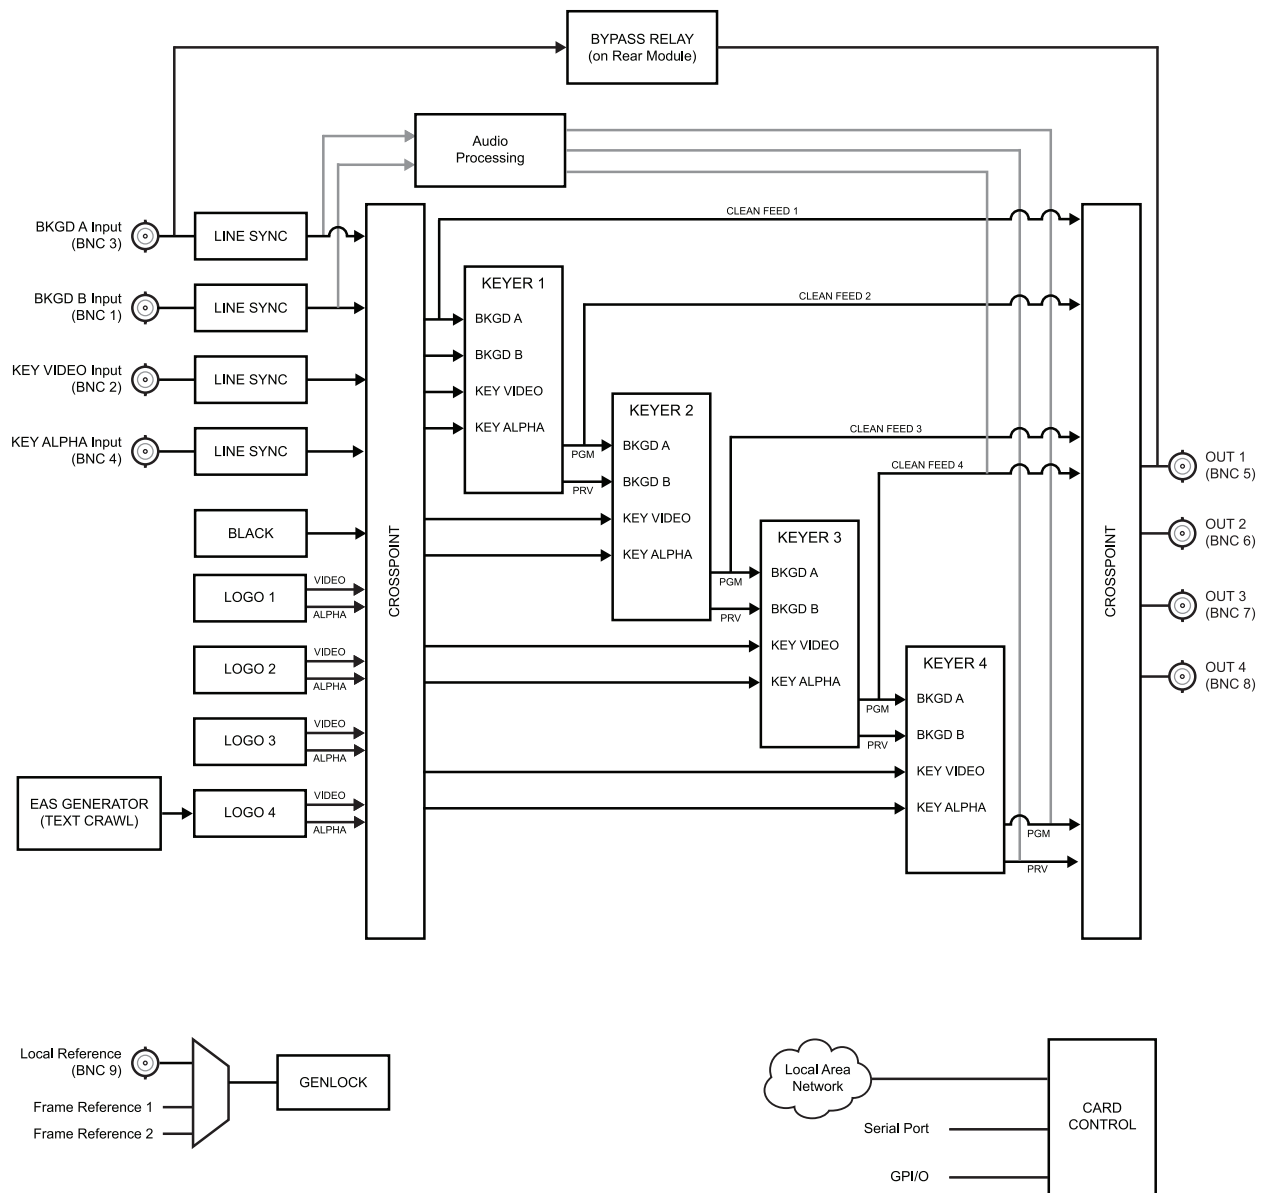 BYPASS RELAY
(on Rear Module)
Audio
Processing
BKGD A Input
(BNC 3)
LINE SYNC
CLEAN FEED 1
BKGD B Input
(BNC 1)
LINE SYNC
KEY VIDEO Input
(BNC 2)
LINE SYNC
KEY ALPHA Input
(BNC 4)
LINE SYNC
BLACK
LOGO 1
VIDEO
ALPHA
LOGO 2
VIDEO
ALPHA
LOGO 3
VIDEO
ALPHA
EAS GENERATOR
(TEXT CRAWL)
LOGO 4
VIDEO
ALPHA
CROSSPOINT
KEYER 1
BKGD A
BKGD B
KEY VIDEO
KEY ALPHA
PGM
PRV
CLEAN FEED 2
KEYER 2
BKGD A
BKGD B
KEY VIDEO
KEY ALPHA
PGM
PRV
CLEAN FEED 3
KEYER 3
BKGD A
BKGD B
KEY VIDEO
KEY ALPHA
PGM
PRV
CLEAN FEED 4
KEYER 4
BKGD A
BKGD B
KEY VIDEO
KEY ALPHA
PGM
PRV
CROSSPOINT
OUT 1
(BNC 5)
OUT 2
(BNC 6)
OUT 3
(BNC 7)
OUT 4
(BNC 8)
Local Reference
(BNC 9)
Frame Reference 1
Frame Reference 2
GENLOCK
Local Area
Network
Serial Port
GPI/O
CARD
CONTROL